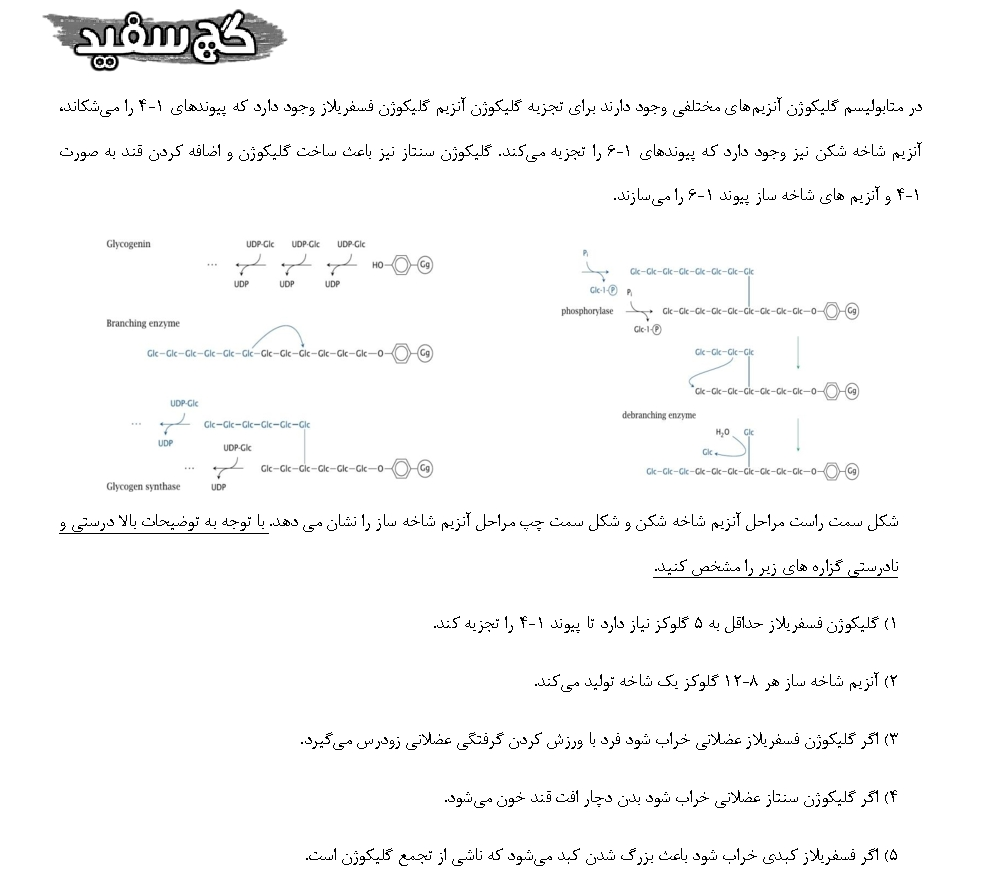 گچ سفید
در متابولیسم گلیکوژن آنزیم‌های مختلفی وجود دارند برای تجزیه گلیکوژن آنزیم گلیکوژن فسفریلاز وجود دارد که پیوندهای ۱-۴ را می‌شکاند،
آنزیم شاخه شکن نیز وجود دارد که پیوندهای ۱-۶ را تجزیه می‌کند. گلیکوژن سنتاز نیز باعث ساخت گلیکوژن و اضافه کردن قند به صورت
۱-۴ و آنزیم های شاخه ساز پیوند ۱-۶ را می‌سازند.
Glycogenin
UDP-Glc UDP-Glc UDP-Glc
... HO Gg
UDP UDP UDP
Branching enzyme
Glc-Glc-Glc-Glc-Glc-Glc-Glc-Glc-Glc-Glc-Glc-Glc-O Gg
UDP-Glc
... Glc-Glc-Glc-Glc-Glc-Glc
UDP
UDP-Glc
... Glc-Glc-Glc-Glc-Glc-Glc-O Gg
Glycogen synthase UDP
Pi
Glc-Glc-Glc-Glc-Glc-Glc-Glc-Glc
Glc-1-P Pi
phosphorylase Glc-Glc-Glc-Glc-Glc-Glc-Glc-Glc-Glc-O Gg
Glc-1-P
Glc-Glc-Glc-Glc
Glc-Glc-Glc-Glc-Glc-Glc-Glc-O Gg
debranching enzyme
H2O Glc
Glc
Glc-Glc-Glc-Glc-Glc-Glc-Glc-Glc-Glc-Glc-O Gg
شکل سمت راست مراحل آنزیم شاخه شکن و شکل سمت چپ مراحل آنزیم شاخه ساز را نشان می دهد. با توجه به توضیحات بالا درستی و
نادرستی گزاره های زیر را مشخص کنید.
۱) گلیکوژن فسفریلاز حداقل به ۵ گلوکز نیاز دارد تا پیوند ۱-۴ را تجزیه کند.
۲) آنزیم شاخه ساز هر ۸-۱۲ گلوکز یک شاخه تولید می‌کند.
۳) اگر گلیکوژن فسفریلاز عضلانی خراب شود فرد با ورزش کردن گرفتگی عضلانی زودرس می‌گیرد.
۴) اگر گلیکوژن سنتاز عضلانی خراب شود بدن دچار افت قند خون می‌شود.
۵) اگر فسفریلاز کبدی خراب شود باعث بزرگ شدن کبد می‌شود که ناشی از تجمع گلیکوژن است.